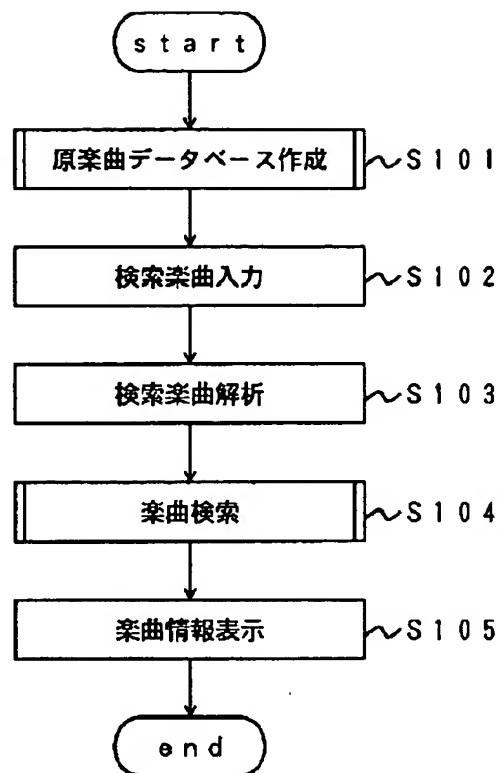 start
原楽曲データベース作成 S101
検索楽曲入力 S102
検索楽曲解析 S103
楽曲検索 S104
楽曲情報表示 S105
end